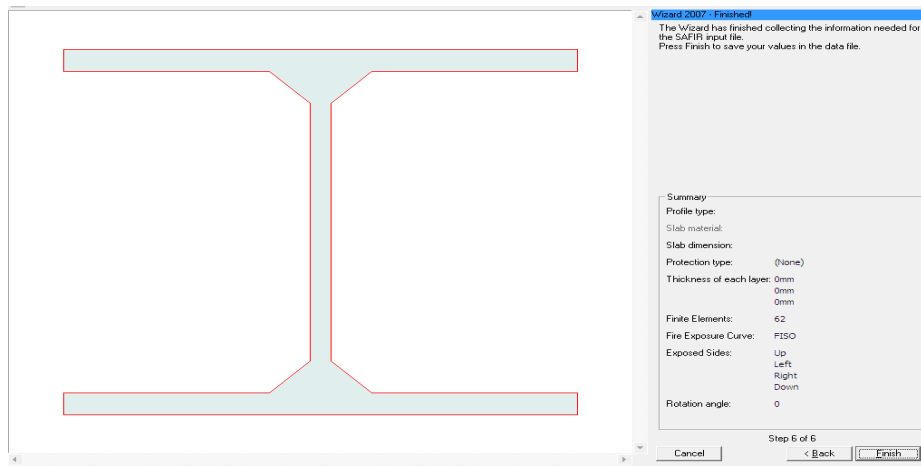 Wizard 2007 - Finished!
The Wizard has finished collecting the information needed for
the SAFIR input file.
Press Finish to save your values in the data file.
Summary
Profile type:
Slab material:
Slab dimension:
Protection type: (None)
Thickness of each layer: 0mm
0mm
0mm
Finite Elements: 62
Fire Exposure Curve: FISO
Exposed Sides: Up
Left
Right
Down
Rotation angle: 0
Step 6 of 6
Cancel < Back Finish